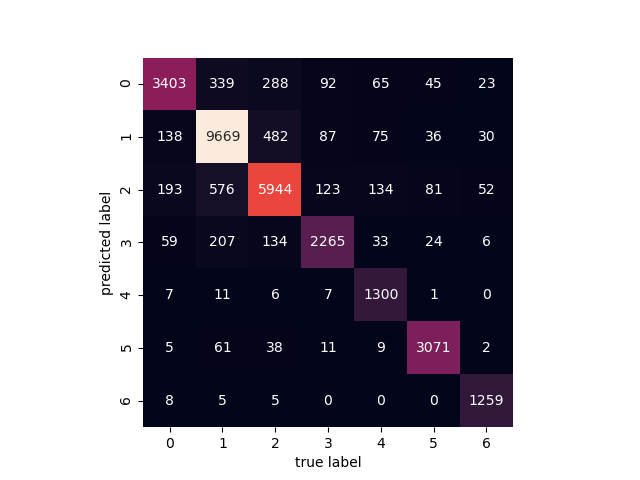 0 3403 339 288 92 65 45 23
1 138 9669 482 87 75 36 30
2 193 576 5944 123 134 81 52
3 59 207 134 2265 33 24 6
4 7 11 6 7 1300 1 0
5 5 61 38 11 9 3071 2
6 8 5 5 0 0 0 1259
0 1 2 3 4 5 6
predicted label
true label